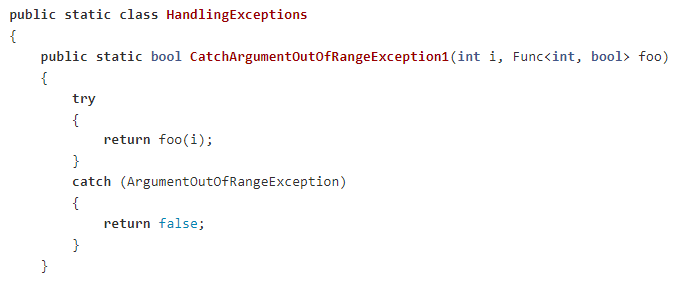 public static class HandlingExceptions
{
    public static bool CatchArgumentOutOfRangeException1(int i, Func<int, bool> foo)
    {
        try
        {
            return foo(i);
        }
        catch (ArgumentOutOfRangeException)
        {
            return false;
        }
    }